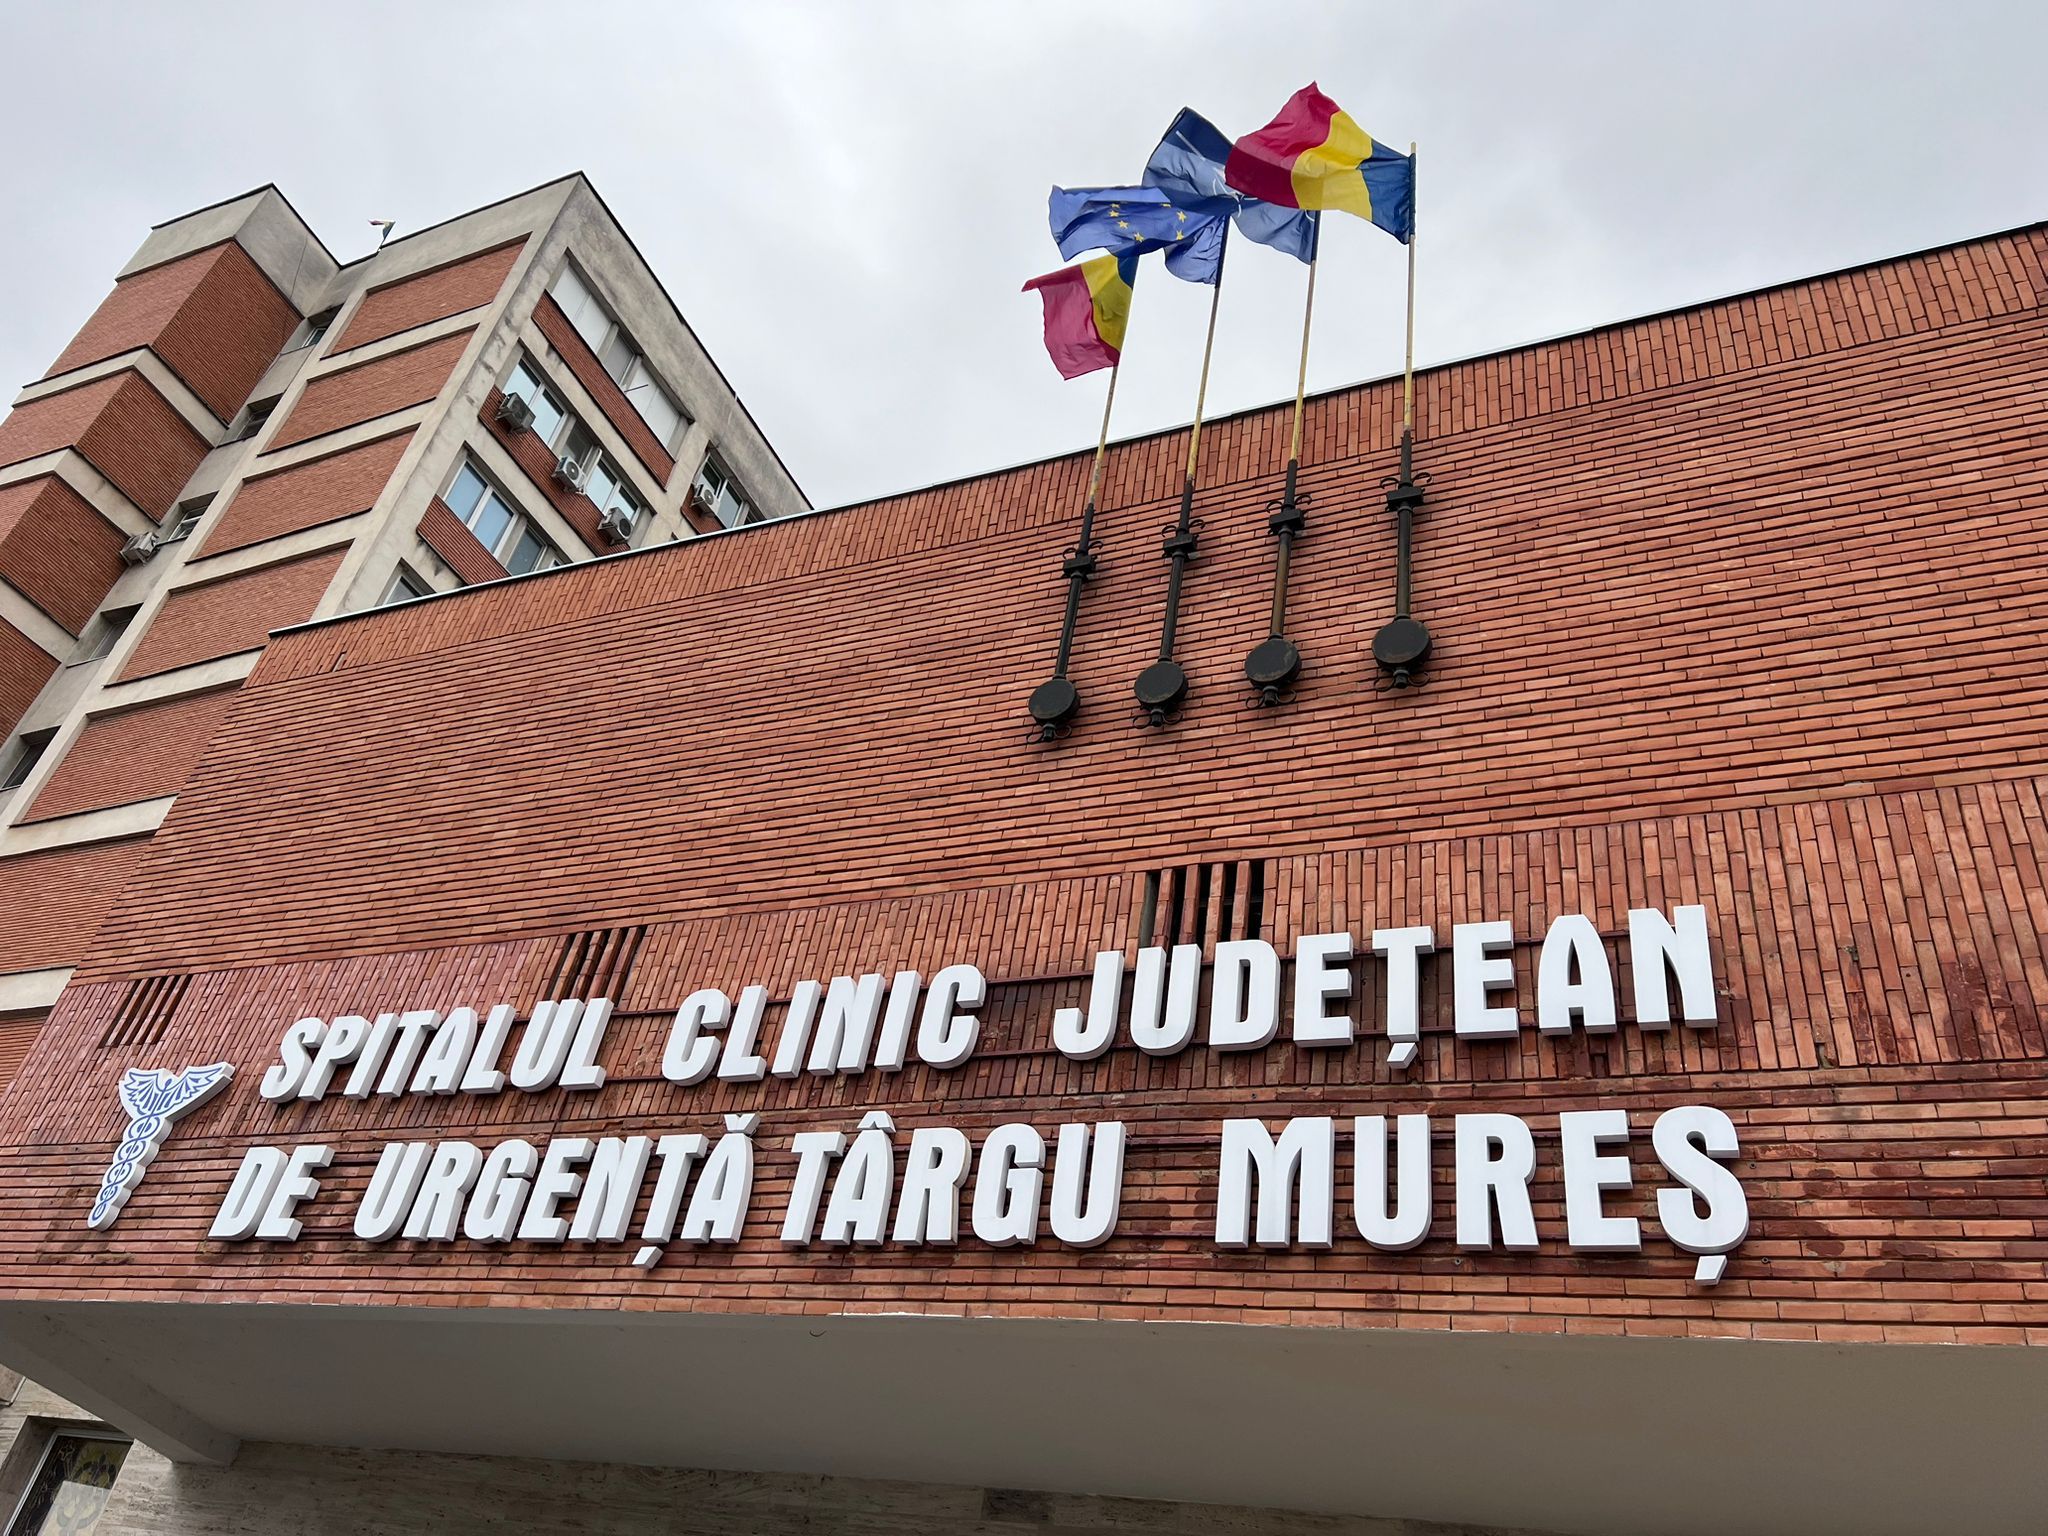 SPITALUL CLINIC JUDEȚEAN
DE URGENȚĂ TÂRGU MUREȘ